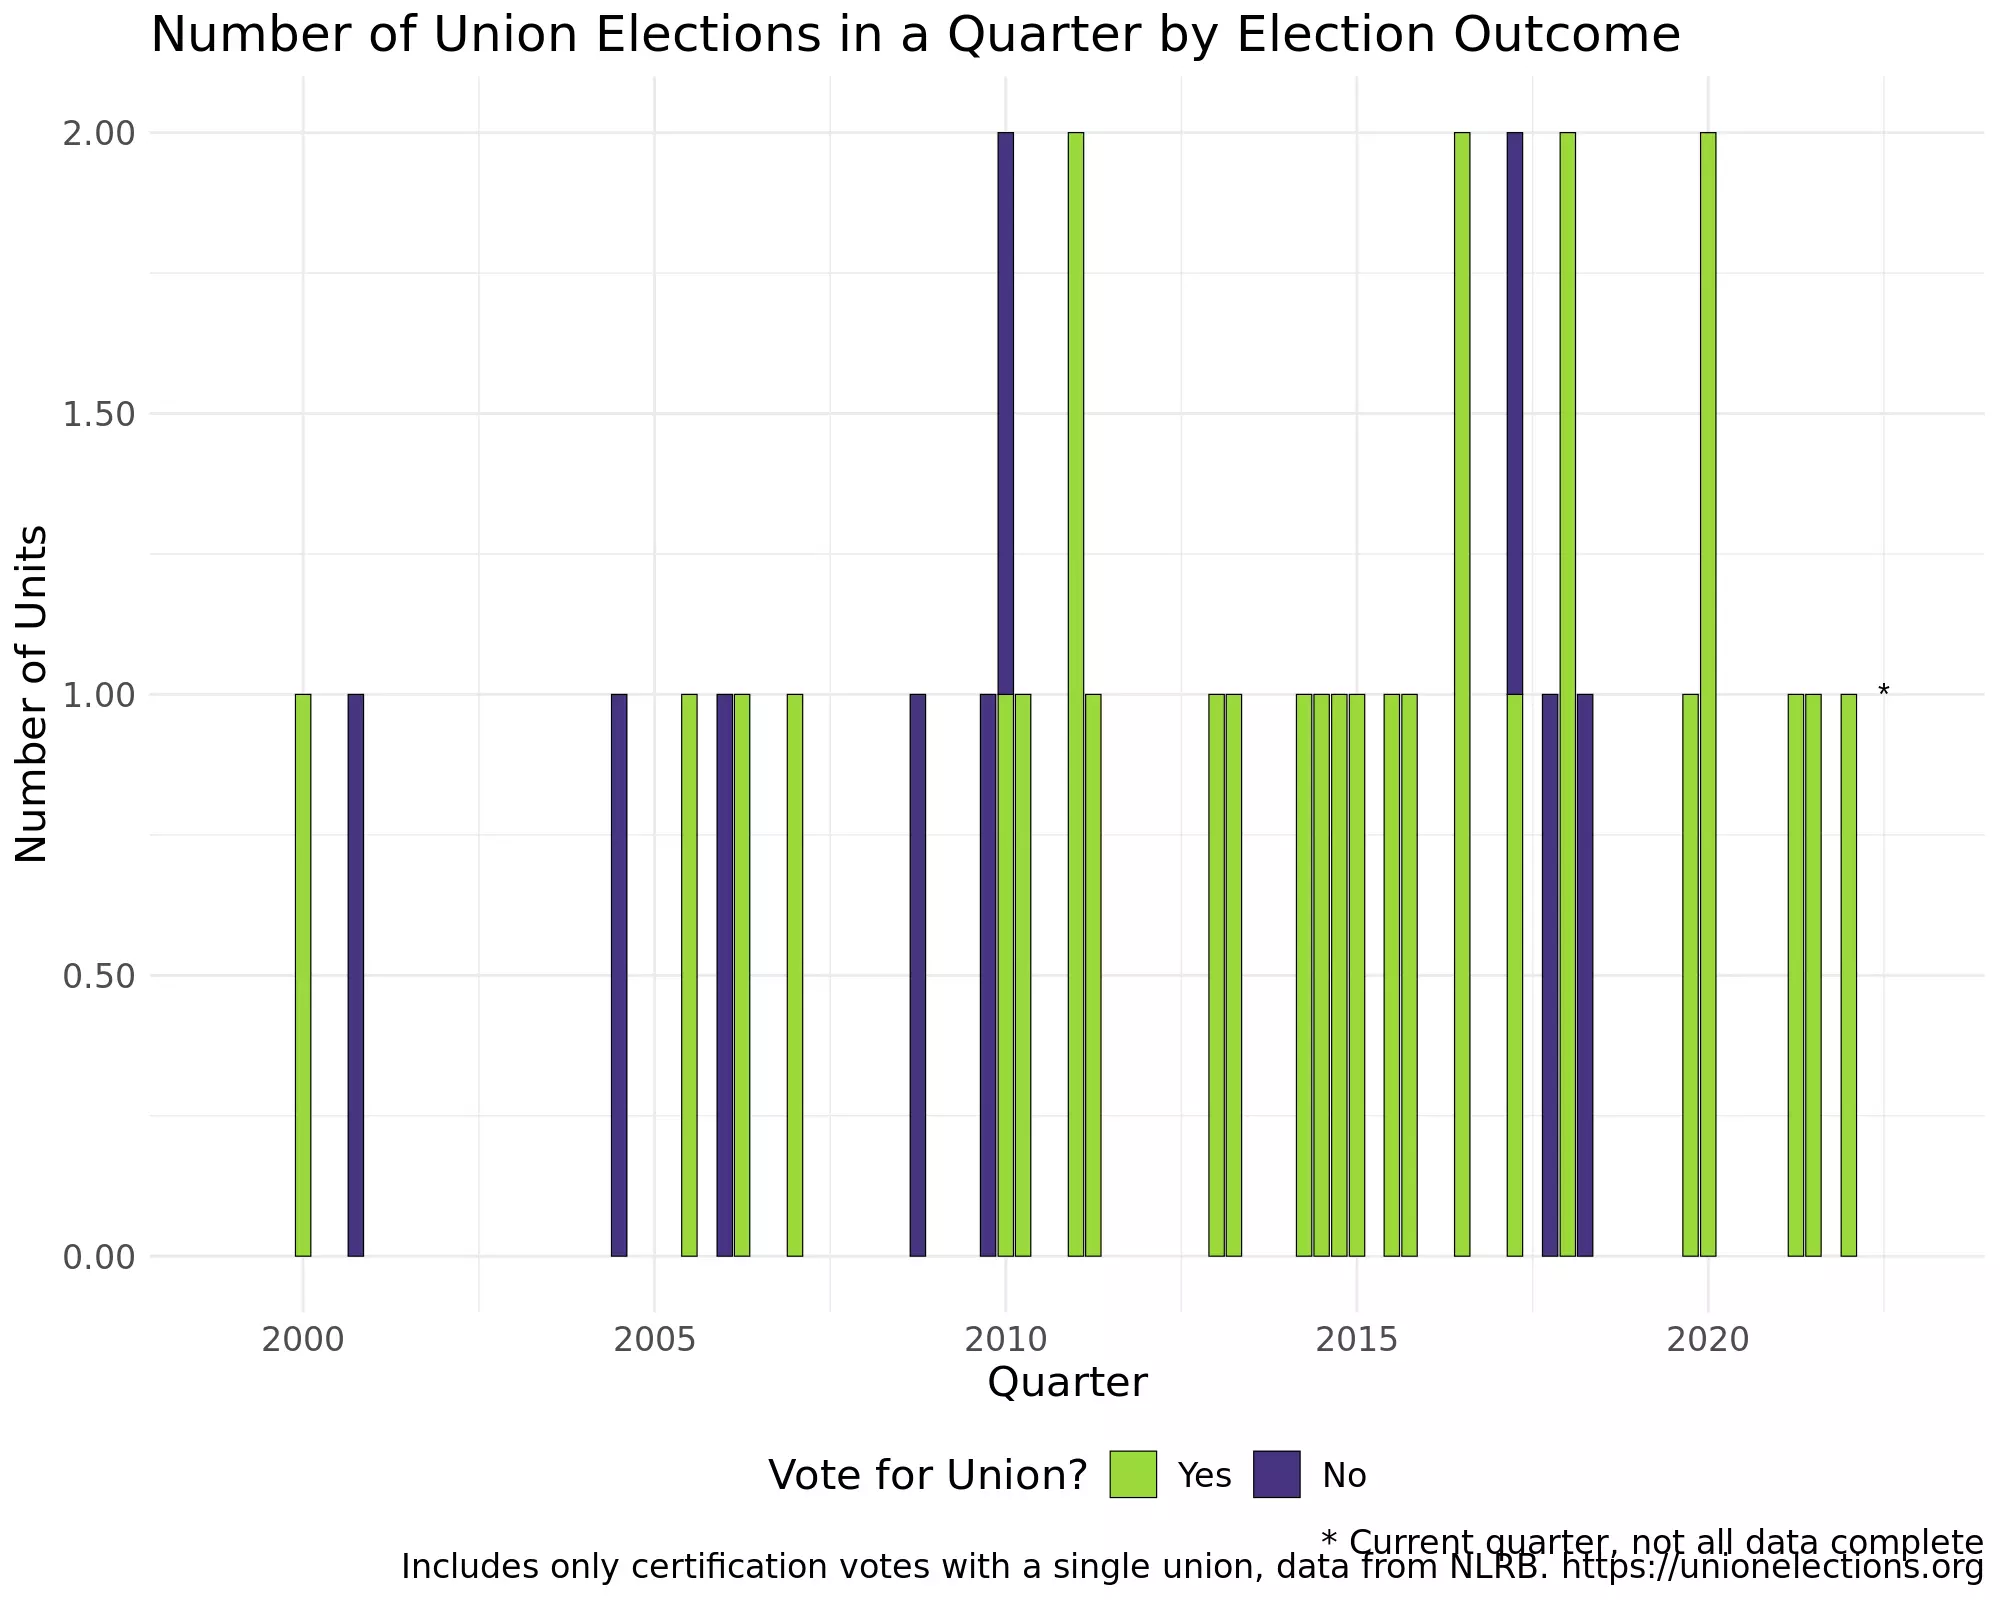 Number of Union Elections in a Quarter by Election Outcome
Number of Units
2.00
1.50
1.00
0.50
0.00
*
2000 2005 2010 2015 2020
Quarter
Vote for Union? Yes No
* Current quarter, not all data complete
Includes only certification votes with a single union, data from NLRB. https://unionelections.org